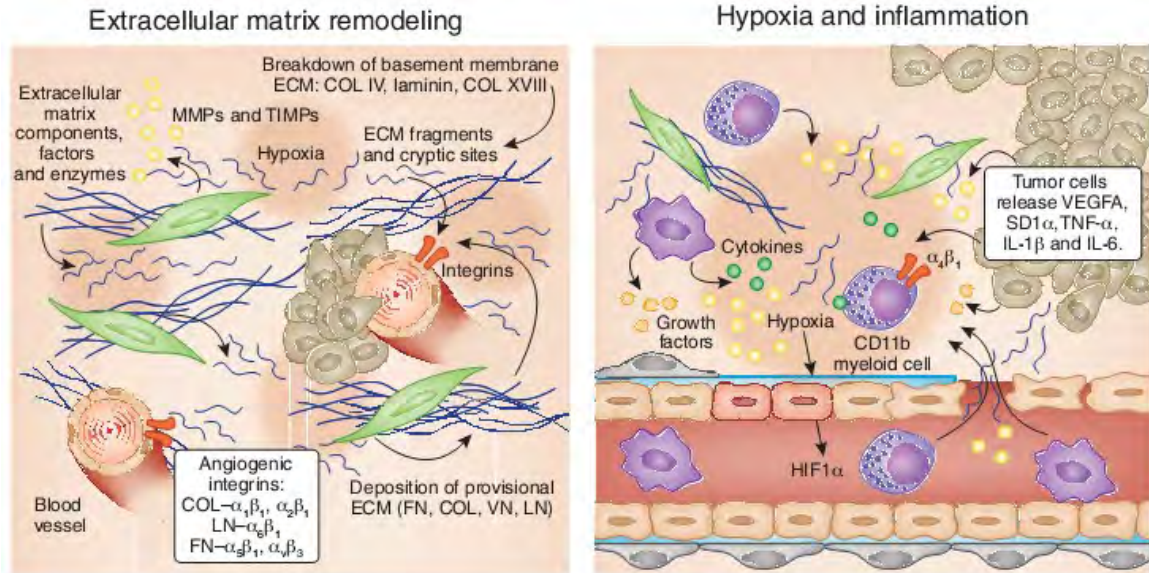 Extracellular matrix remodeling
Breakdown of basement membrane
ECM: COL IV, laminin, COL XVIII
Extracellular
matrix
components,
factors
and enzymes
MMPs and TIMPs
Hypoxia
ECM fragments
and cryptic sites
Integrins
Blood
vessel
Angiogenic
integrins:
COL–α₁β₁, α₂β₁
LN–α₆β₁
FN–α₅β₁, αᵥβ₃
Deposition of provisional
ECM (FN, COL, VN, LN)
Hypoxia and inflammation
Tumor cells
release VEGFA,
SD1α, TNF-α,
IL-1β and IL-6.
Cytokines
α₄β₁
Growth
factors
Hypoxia
CD11b
myeloid cell
HIF1α